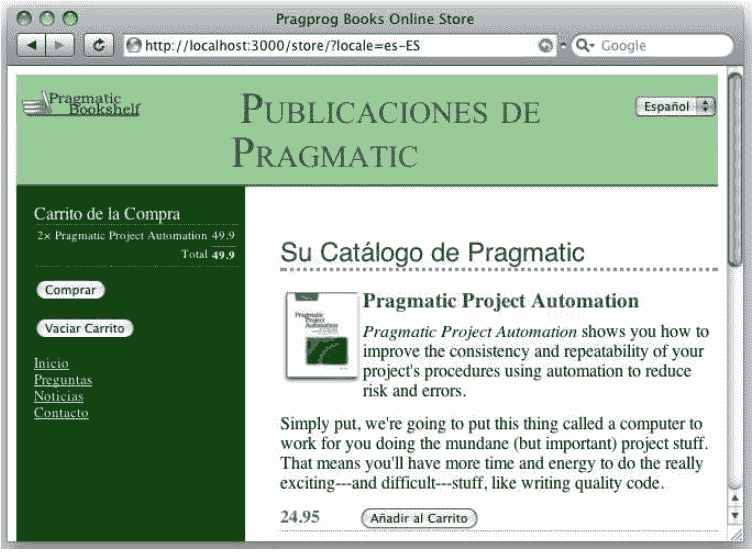 Pragprog Books Online Store
http://localhost:3000/store/?locale=es-ES
Google
Pragmatic
Bookshelf
PUBLICACIONES DE
PRAGMATIC
Español
Carrito de la Compra
2× Pragmatic Project Automation 49.9
Total 49.9
Comprar
Vaciar Carrito
Inicio
Preguntas
Noticias
Contacto
Su Catálogo de Pragmatic
Pragmatic
Project
Automation
Pragmatic Project Automation
Pragmatic Project Automation shows you how to
improve the consistency and repeatability of your
project's procedures using automation to reduce
risk and errors.
Simply put, we're going to put this thing called a computer to
work for you doing the mundane (but important) project stuff.
That means you'll have more time and energy to do the really
exciting---and difficult---stuff, like writing quality code.
24.95
Añadir al Carrito